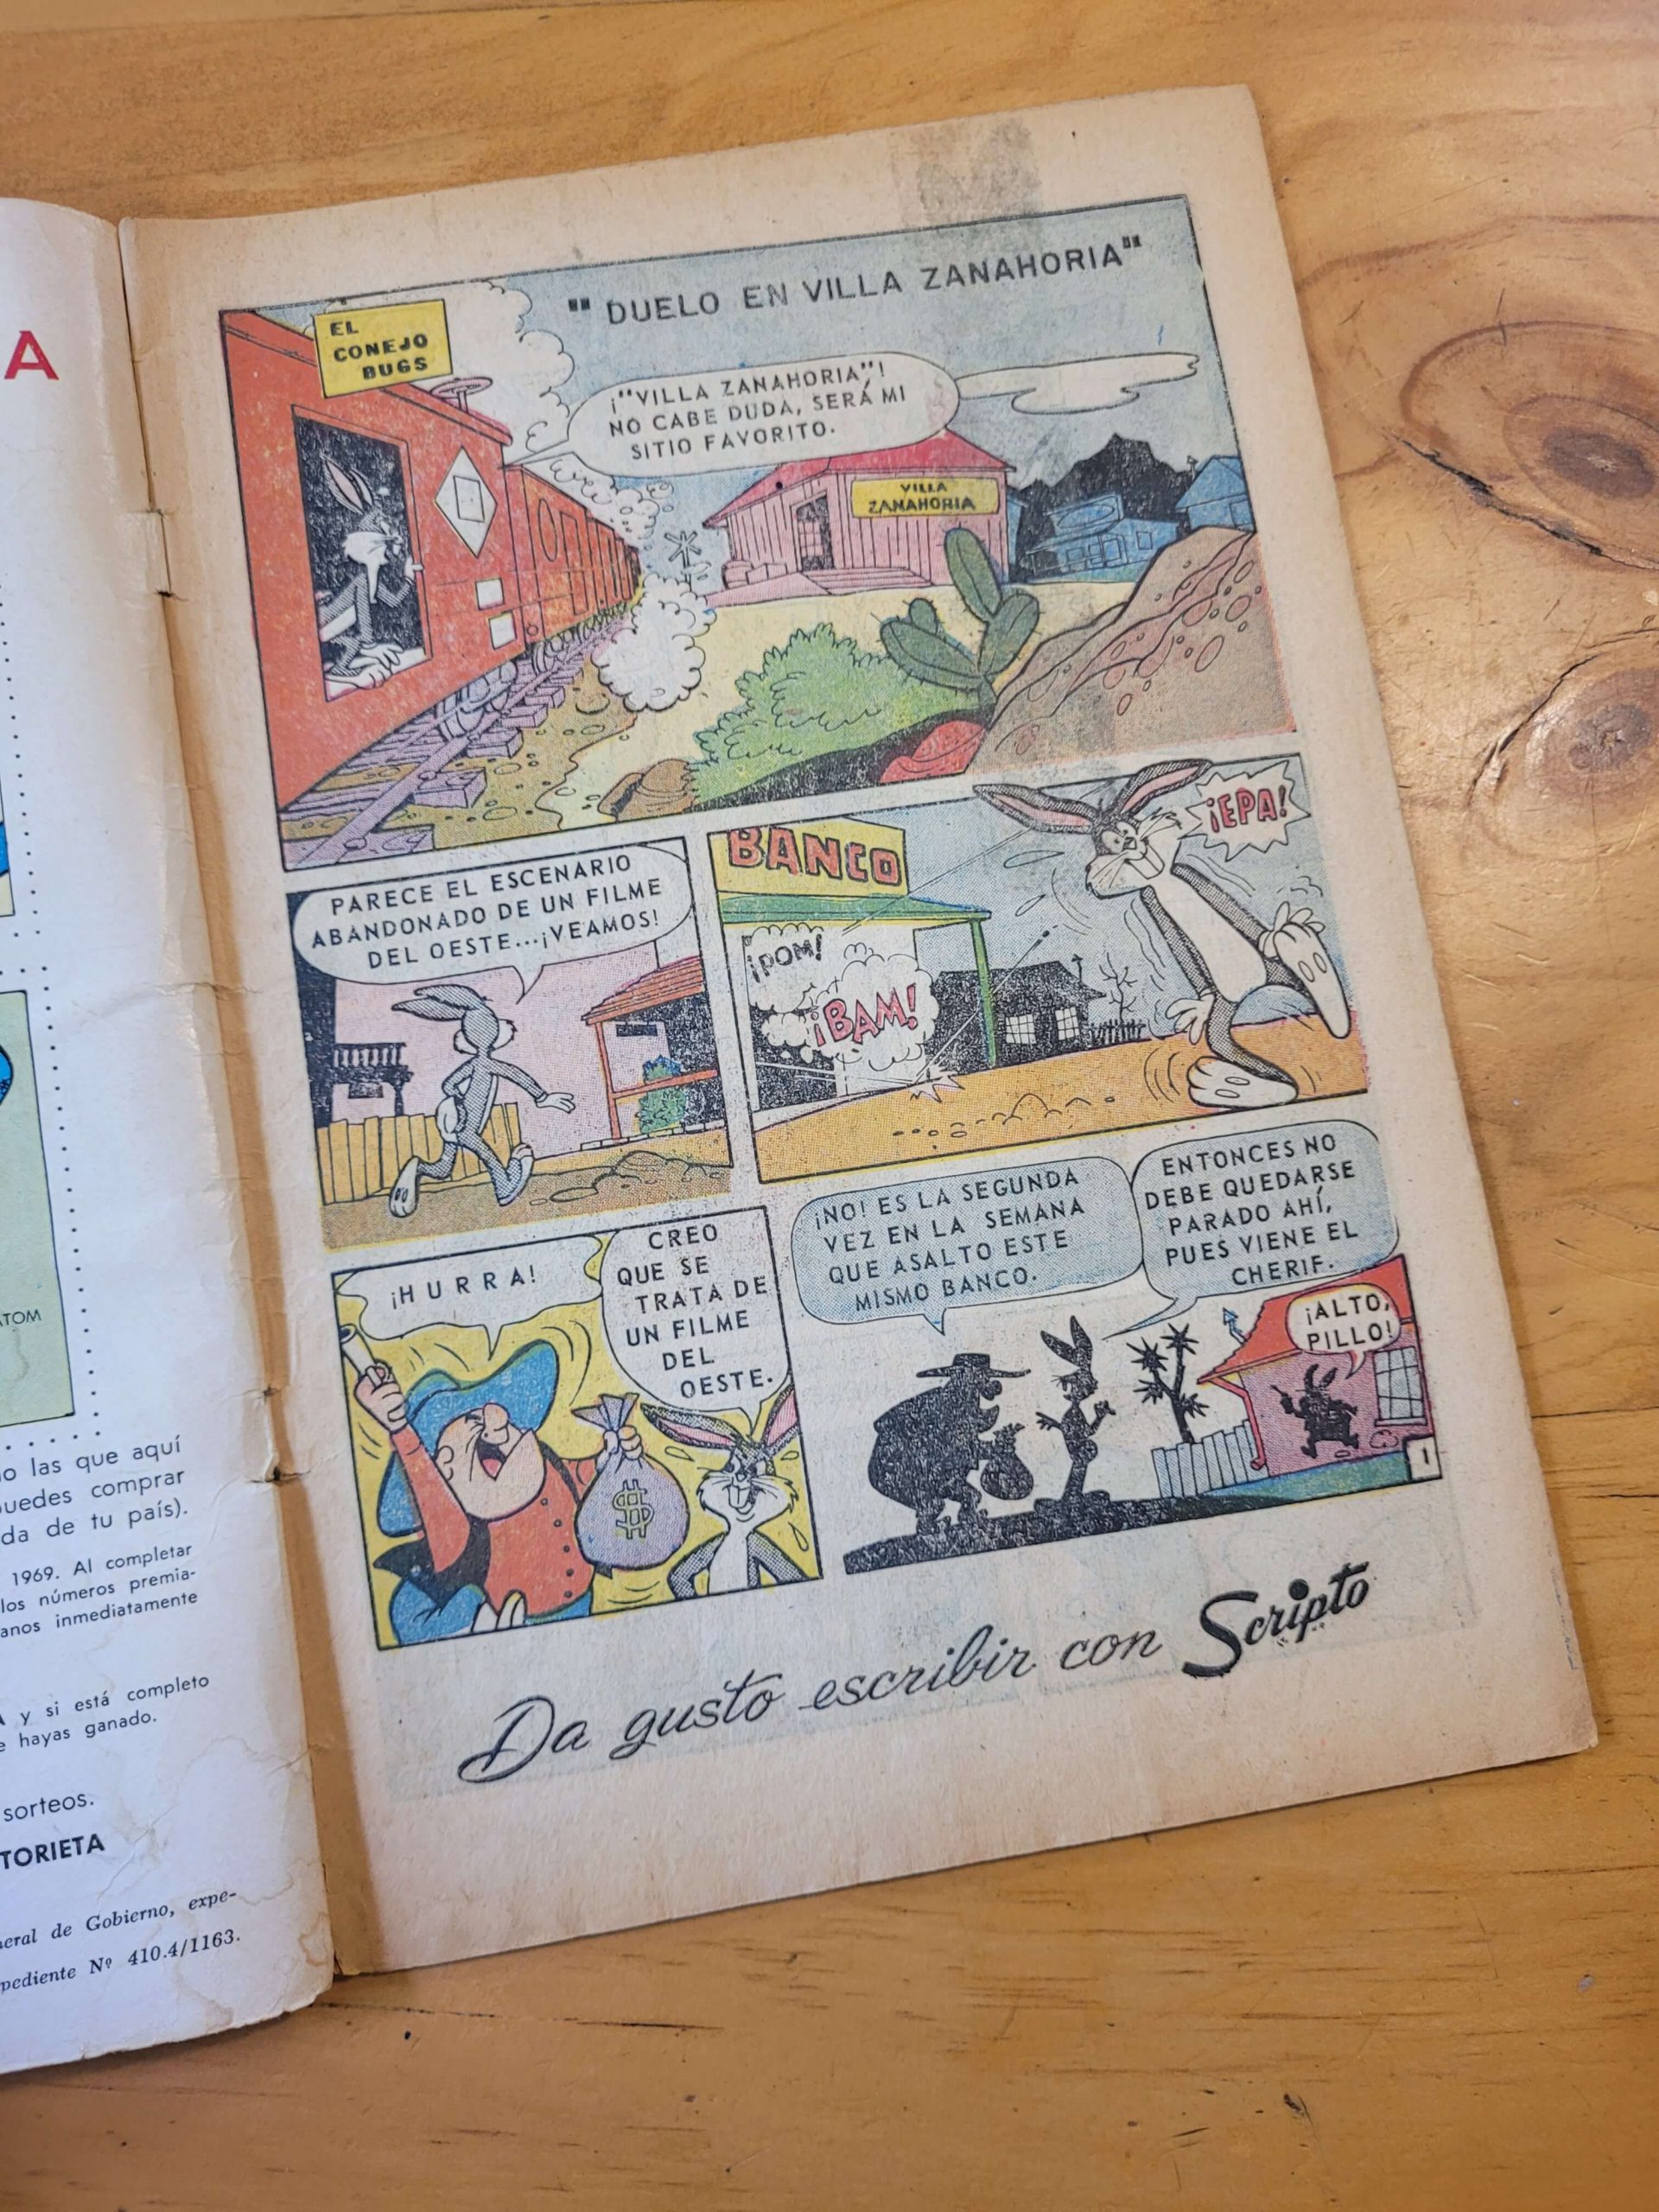 A
TOM
o las que aquí
uedes comprar
da de tu país).
1969. Al completar
los números premia-
anos inmediatamente
A y si está completo
e hayas ganado.
sorteos.
TORIETA
neral de Gobierno, expe-
pediente Nº 410.4/1163.
"DUELO EN VILLA ZANAHORIA"
EL
CONEJO
BUGS
¡"VILLA ZANAHORIA"!
NO CABE DUDA, SERÁ MI
SITIO FAVORITO.
VILLA
ZANAHORIA
PARECE EL ESCENARIO
ABANDONADO DE UN FILME
DEL OESTE...¡VEAMOS!
BANCO
¡EPA!
¡POM!
¡BAM!
¡HURRA!
CREO
QUE SE
TRATA DE
UN FILME
DEL
OESTE.
$
¡NO! ES LA SEGUNDA
VEZ EN LA SEMANA
QUE ASALTO ESTE
MISMO BANCO.
ENTONCES NO
DEBE QUEDARSE
PARADO AHÍ,
PUES VIENE EL
CHERIF.
¡ALTO,
PILLO!
1
Da gusto escribir con Scripto